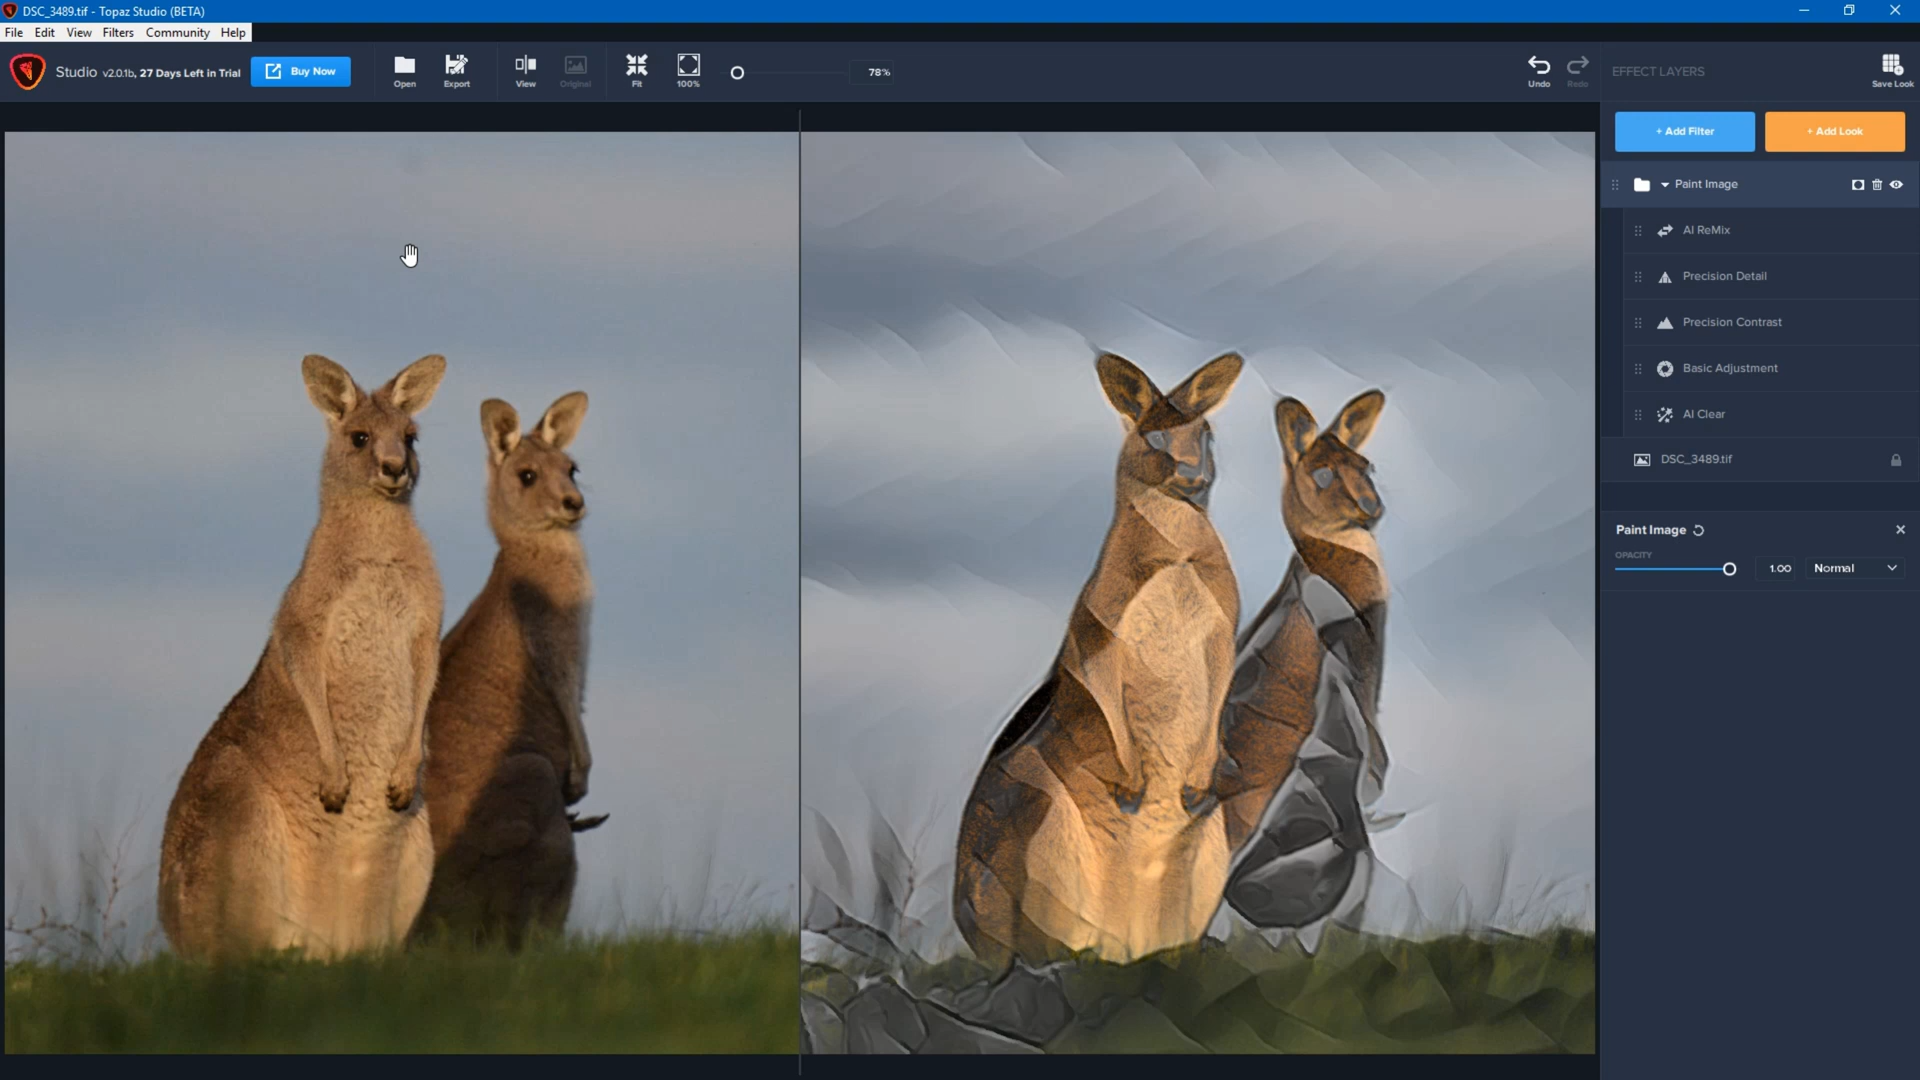 DSC_3489.tif - Topaz Studio (BETA)
File Edit View Filters Community Help
Studio v2.0.1b, 27 Days Left in Trial
Buy Now
Open
Export
View
Original
Fit
100%
78%
Undo
Redo
EFFECT LAYERS
Save Look
+ Add Filter
+ Add Look
Paint Image
AI ReMix
Precision Detail
Precision Contrast
Basic Adjustment
AI Clear
DSC_3489.tif
Paint Image
OPACITY
1.00
Normal